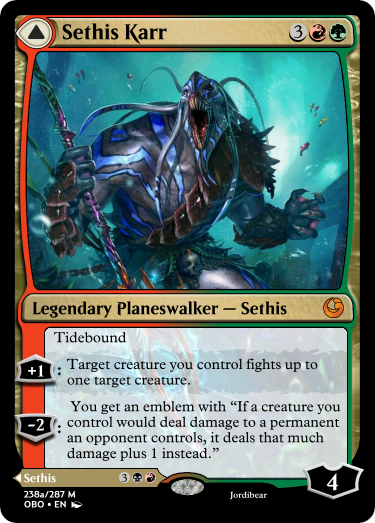 Sethis Karr 3
Legendary Planeswalker — Sethis
Tidebound
+1: Target creature you control fights up to
one target creature.
-2: You get an emblem with “If a creature you
control would deal damage to a permanent
an opponent controls, it deals that much
damage plus 1 instead.”
Sethis 3
4
238a/287 M
OBO • EN Jordibear